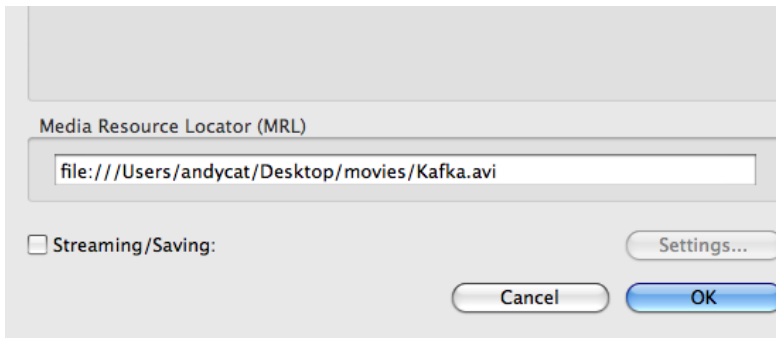 Media Resource Locator (MRL)
file:///Users/andycat/Desktop/movies/Kafka.avi
Streaming/Saving:
Settings...
Cancel
OK